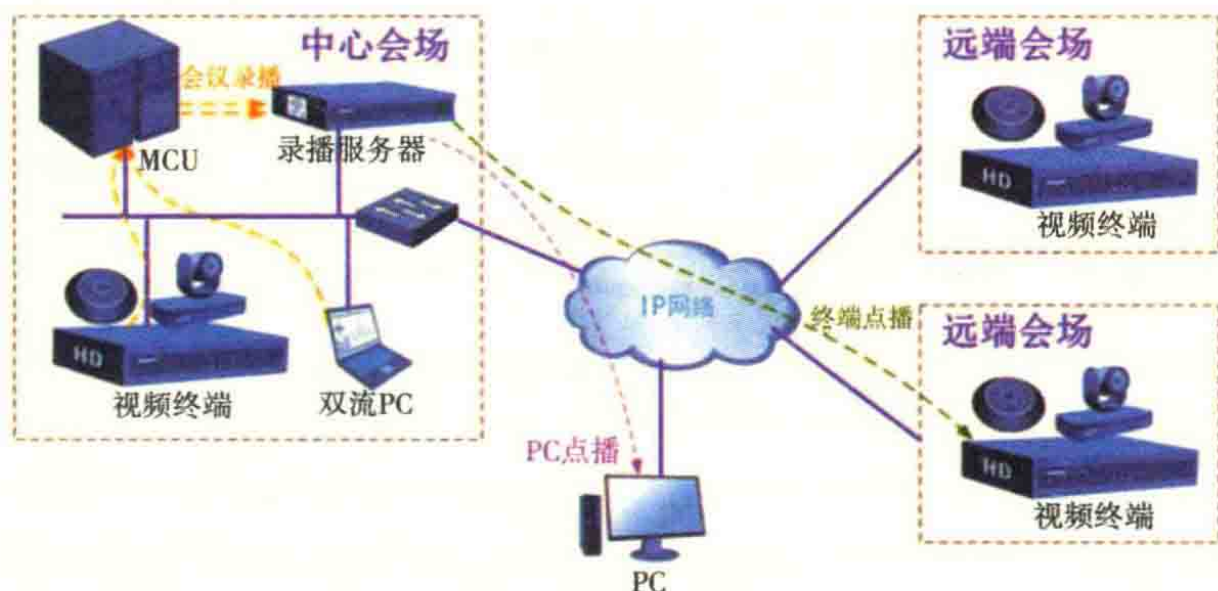 中心会场
会议录播
MCU
录播服务器
HD
视频终端
双流PC
IP网络
PC点播
PC
终端点播
远端会场
HD
视频终端
远端会场
HD
视频终端